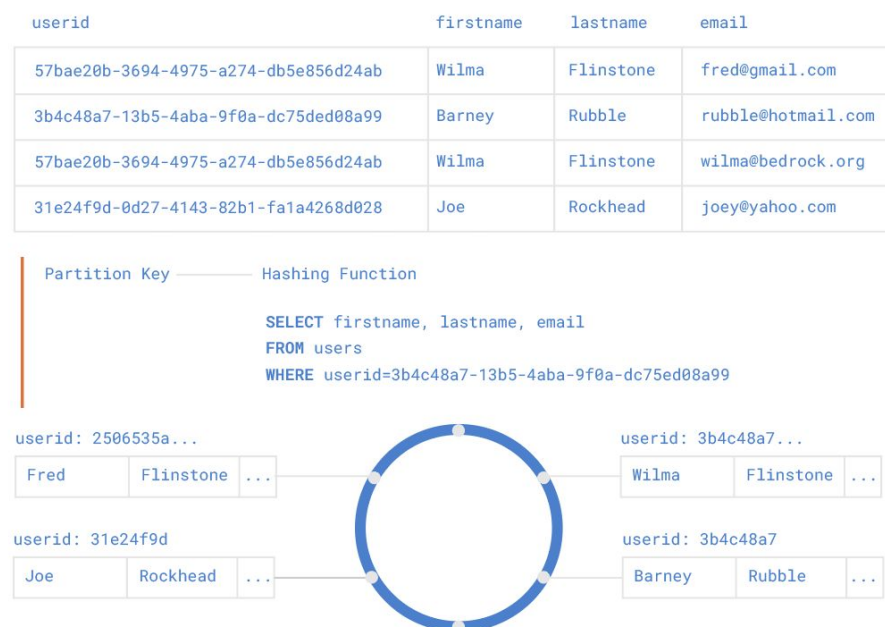 userid firstname lastname email
57bae20b-3694-4975-a274-db5e856d24ab Wilma Flinstone fred@gmail.com
3b4c48a7-13b5-4aba-9f0a-dc75ded08a99 Barney Rubble rubble@hotmail.com
57bae20b-3694-4975-a274-db5e856d24ab Wilma Flinstone wilma@bedrock.org
31e24f9d-0d27-4143-82b1-fa1a4268d028 Joe Rockhead joey@yahoo.com
Partition Key Hashing Function
SELECT firstname, lastname, email
FROM users
WHERE userid=3b4c48a7-13b5-4aba-9f0a-dc75ed08a99
userid: 2506535a... userid: 3b4c48a7...
Fred Flinstone ... Wilma Flinstone ...
userid: 31e24f9d userid: 3b4c48a7
Joe Rockhead ... Barney Rubble ...